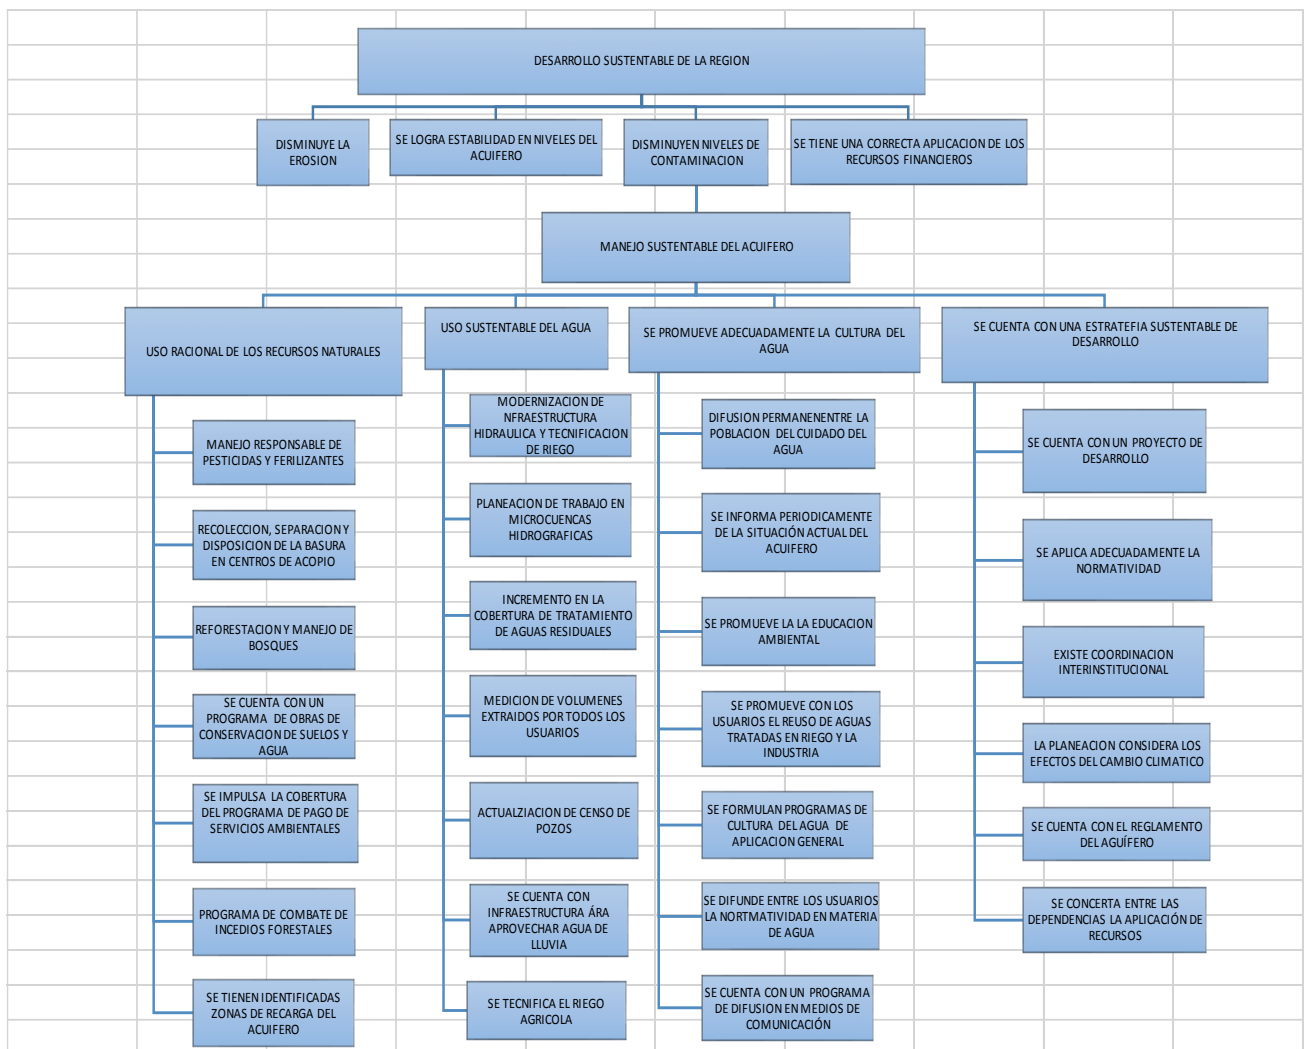 DESARROLLO SUSTENTABLE DE LA REGION
DISMINUYE LA
EROSION
SE LOGRA ESTABILIDAD EN NIVELES DEL
ACUIFERO
DISMINUYEN NIVELES DE
CONTAMINACION
SE TIENE UNA CORRECTA APLICACION DE LOS
RECURSOS FINANCIEROS
MANEJO SUSTENTABLE DEL ACUIFERO
USO RACIONAL DE LOS RECURSOS NATURALES
MANEJO RESPONSABLE DE
PESTICIDAS Y FERILIZANTES
RECOLECCION, SEPARACION Y
DISPOSICION DE LA BASURA
EN CENTROS DE ACOPIO
REFORESTACION Y MANEJO DE
BOSQUES
SE CUENTA CON UN
PROGRAMA DE OBRAS DE
CONSERVACION DE SUELOS Y
AGUA
SE IMPULSA LA COBERTURA
DEL PROGRAMA DE PAGO DE
SERVICIOS AMBIENTALES
PROGRAMA DE COMBATE DE
INCEDIOS FORESTALES
SE TIENEN IDENTIFICADAS
ZONAS DE RECARGA DEL
ACUIFERO
USO SUSTENTABLE DEL AGUA
MODERNIZACION DE
NFRAESTRUCTURA
HIDRAULICA Y TECNIFICACION
DE RIEGO
PLANEACION DE TRABAJO EN
MICROCUENCAS
HIDROGRAFICAS
INCREMENTO EN LA
COBERTURA DE TRATAMIENTO
DE AGUAS RESIDUALES
MEDICION DE VOLUMENES
EXTRAIDOS POR TODOS LOS
USUARIOS
ACTUALZIACION DE CENSO DE
POZOS
SE CUENTA CON
INFRAESTRUCTURA ÁRA
APROVECHAR AGUA DE
LLUVIA
SE TECNIFICA EL RIEGO
AGRICOLA
SE PROMUEVE ADECUADAMENTE LA CULTURA DEL
AGUA
DIFUSION PERMANENENTRE LA
POBLACION DEL CUIDADO DEL
AGUA
SE INFORMA PERIODICAMENTE
DE LA SITUACIÓN ACTUAL DEL
ACUIFERO
SE PROMUEVE LA LA EDUCACION
AMBIENTAL
SE PROMUEVE CON LOS
USUARIOS EL REUSO DE AGUAS
TRATADAS EN RIEGO Y LA
INDUSTRIA
SE FORMULAN PROGRAMAS DE
CULTURA DEL AGUA DE
APLICACION GENERAL
SE DIFUNDE ENTRE LOS USUARIOS
LA NORTMATIVIDAD EN MATERIA
DE AGUA
SE CUENTA CON UN PROGRAMA
DE DIFUSION EN MEDIOS DE
COMUNICACIÓN
SE CUENTA CON UNA ESTRATEFIA SUSTENTABLE DE
DESARROLLO
SE CUENTA CON UN PROYECTO DE
DESARROLLO
SE APLICA ADECUADAMENTE LA
NORMATIVIDAD
EXISTE COORDINACION
INTERINSTITUCIONAL
LA PLANEACION CONSIDERA LOS
EFECTOS DEL CAMBIO CLIMATICO
SE CUENTA CON EL REGLAMENTO
DEL AGUÍFERO
SE CONCERTA ENTRE LAS
DEPENDENCIAS LA APLICACIÓN DE
RECURSOS